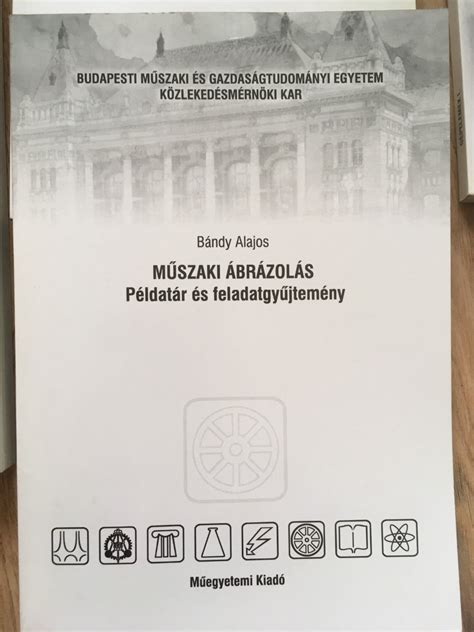 BUDAPESTI MŰSZAKI ÉS GAZDASÁGTUDOMÁNYI EGYETEM
KÖZLEKEDÉSMÉRNÖKI KAR
Bándy Alajos
MŰSZAKI ÁBRÁZOLÁS
Példatár és feladatgyűjtemény
Műegyetemi Kiadó